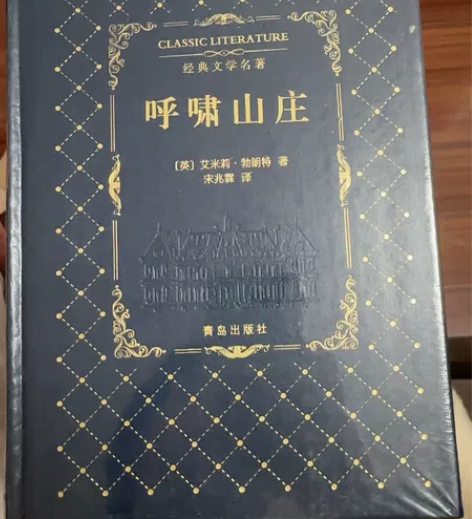 CLASSIC LITERATURE
经典文学名著
呼啸山庄
[英] 艾米莉·勃朗特 著
宋兆霖 译
青岛出版社